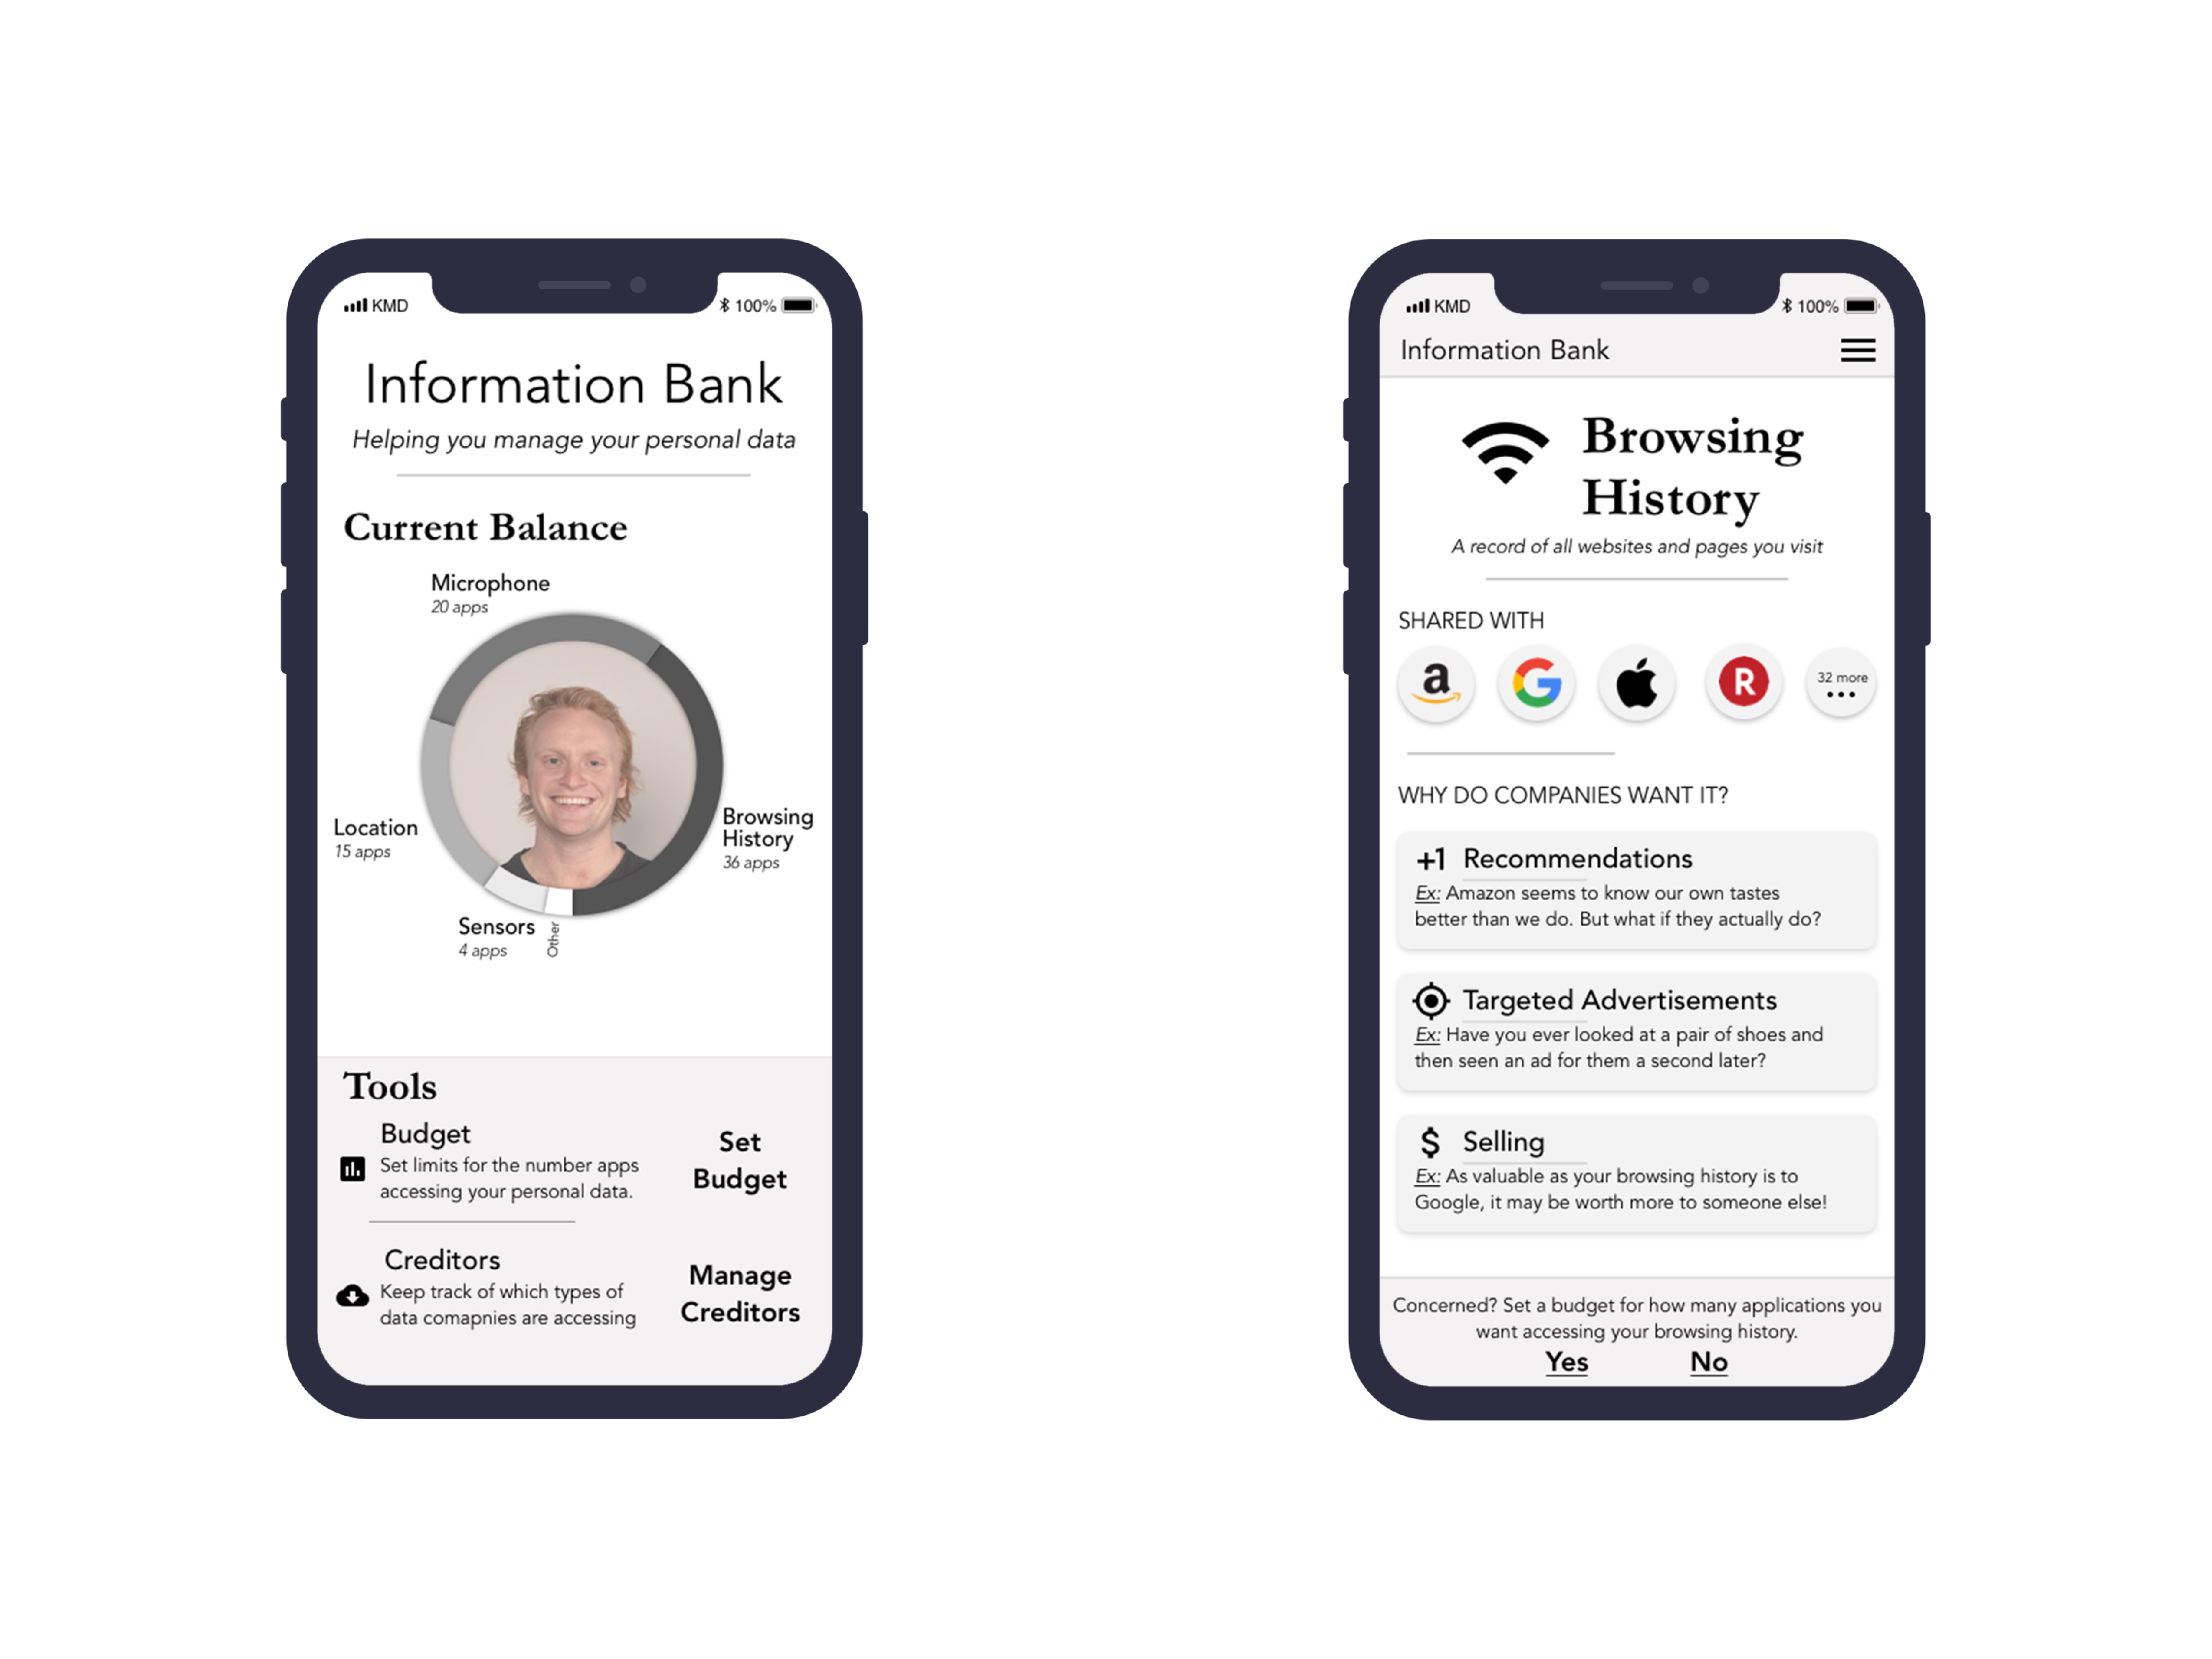 KMD
100%
Information Bank
Helping you manage your personal data
Current Balance
Microphone
20 apps
Location
15 apps
Browsing
History
36 apps
Sensors
4 apps
Other
Tools
Budget
Set limits for the number apps
accessing your personal data.
Set
Budget
Creditors
Keep track of which types of
data comapnies are accessing
Manage
Creditors
KMD
100%
Information Bank
Browsing
History
A record of all websites and pages you visit
SHARED WITH
a
G
R
32 more
WHY DO COMPANIES WANT IT?
+1 Recommendations
Ex: Amazon seems to know our own tastes
better than we do. But what if they actually do?
Targeted Advertisements
Ex: Have you ever looked at a pair of shoes and
then seen an ad for them a second later?
$ Selling
Ex: As valuable as your browsing history is to
Google, it may be worth more to someone else!
Concerned? Set a budget for how many applications you
want accessing your browsing history.
Yes No